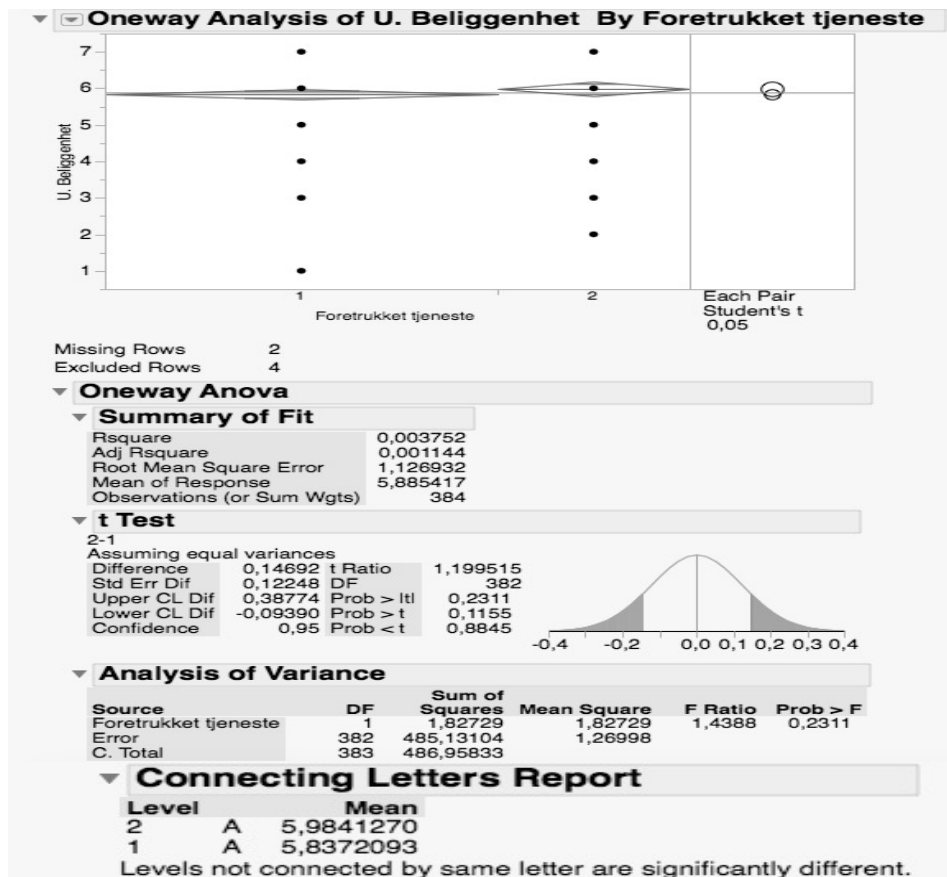 Oneway Analysis of U. Beliggenhet By Foretrukket tjeneste
7
6
5
4
3
2
1
U. Beliggenhet
1 2
Foretrukket tjeneste
Each Pair
Student's t
0,05
Missing Rows 2
Excluded Rows 4
Oneway Anova
Summary of Fit
Rsquare 0,003752
Adj Rsquare 0,001144
Root Mean Square Error 1,126932
Mean of Response 5,885417
Observations (or Sum Wgts) 384
t Test
2-1
Assuming equal variances
Difference 0,14692 t Ratio 1,199515
Std Err Dif 0,12248 DF 382
Upper CL Dif 0,38774 Prob > |t| 0,2311
Lower CL Dif -0,09390 Prob > t 0,1155
Confidence 0,95 Prob < t 0,8845
-0,4 -0,2 0,0 0,1 0,2 0,3 0,4
Analysis of Variance
Source DF Sum of Squares Mean Square F Ratio Prob > F
Foretrukket tjeneste 1 1,82729 1,82729 1,4388 0,2311
Error 382 485,13104 1,26998
C. Total 383 486,95833
Connecting Letters Report
Level Mean
2 A 5,9841270
1 A 5,8372093
Levels not connected by same letter are significantly different.